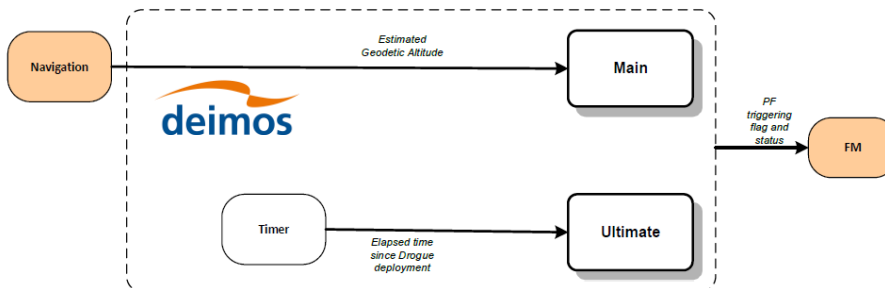 Estimated
Geodetic Altitude
Navigation
Main
deimos
PF
triggering
flag and
status
FM
Timer
Ultimate
Elapsed time
since Drogue
deployment